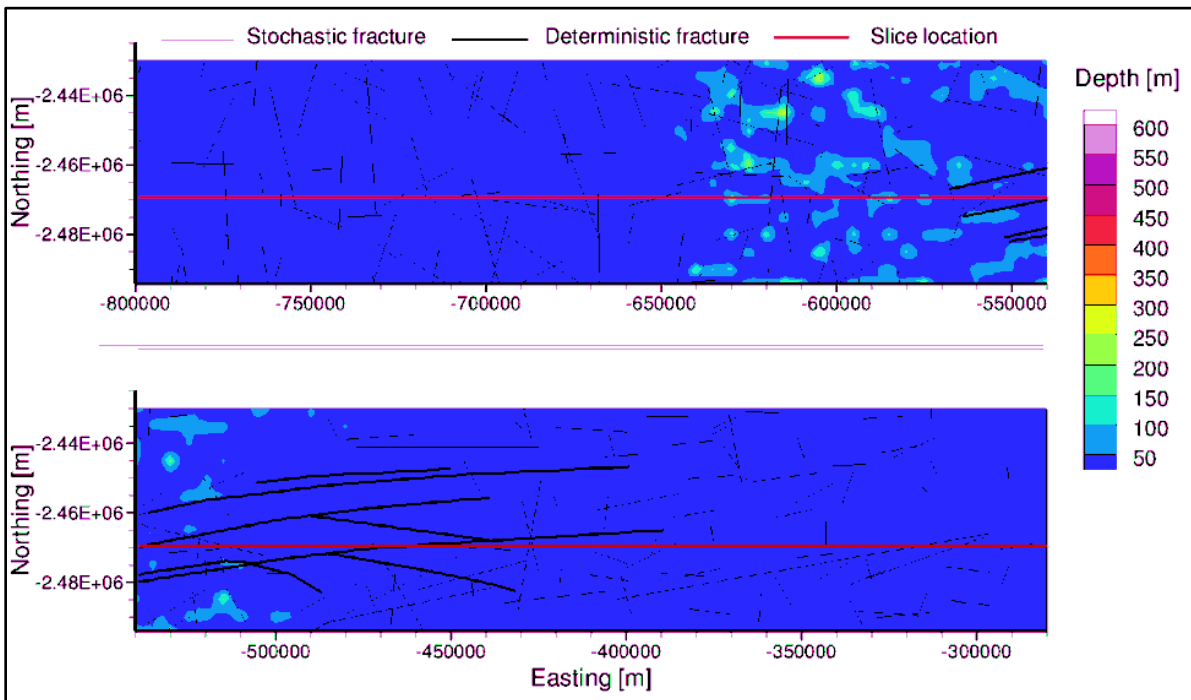 Stochastic fracture Deterministic fracture Slice location
Depth [m]
600
550
500
450
400
350
300
250
200
150
100
50
Northing [m]
-2.44E+06
-2.46E+06
-2.48E+06
-800000 -750000 -700000 -650000 -600000 -550000
Northing [m]
-2.44E+06
-2.46E+06
-2.48E+06
-500000 -450000 -400000 -350000 -300000
Easting [m]